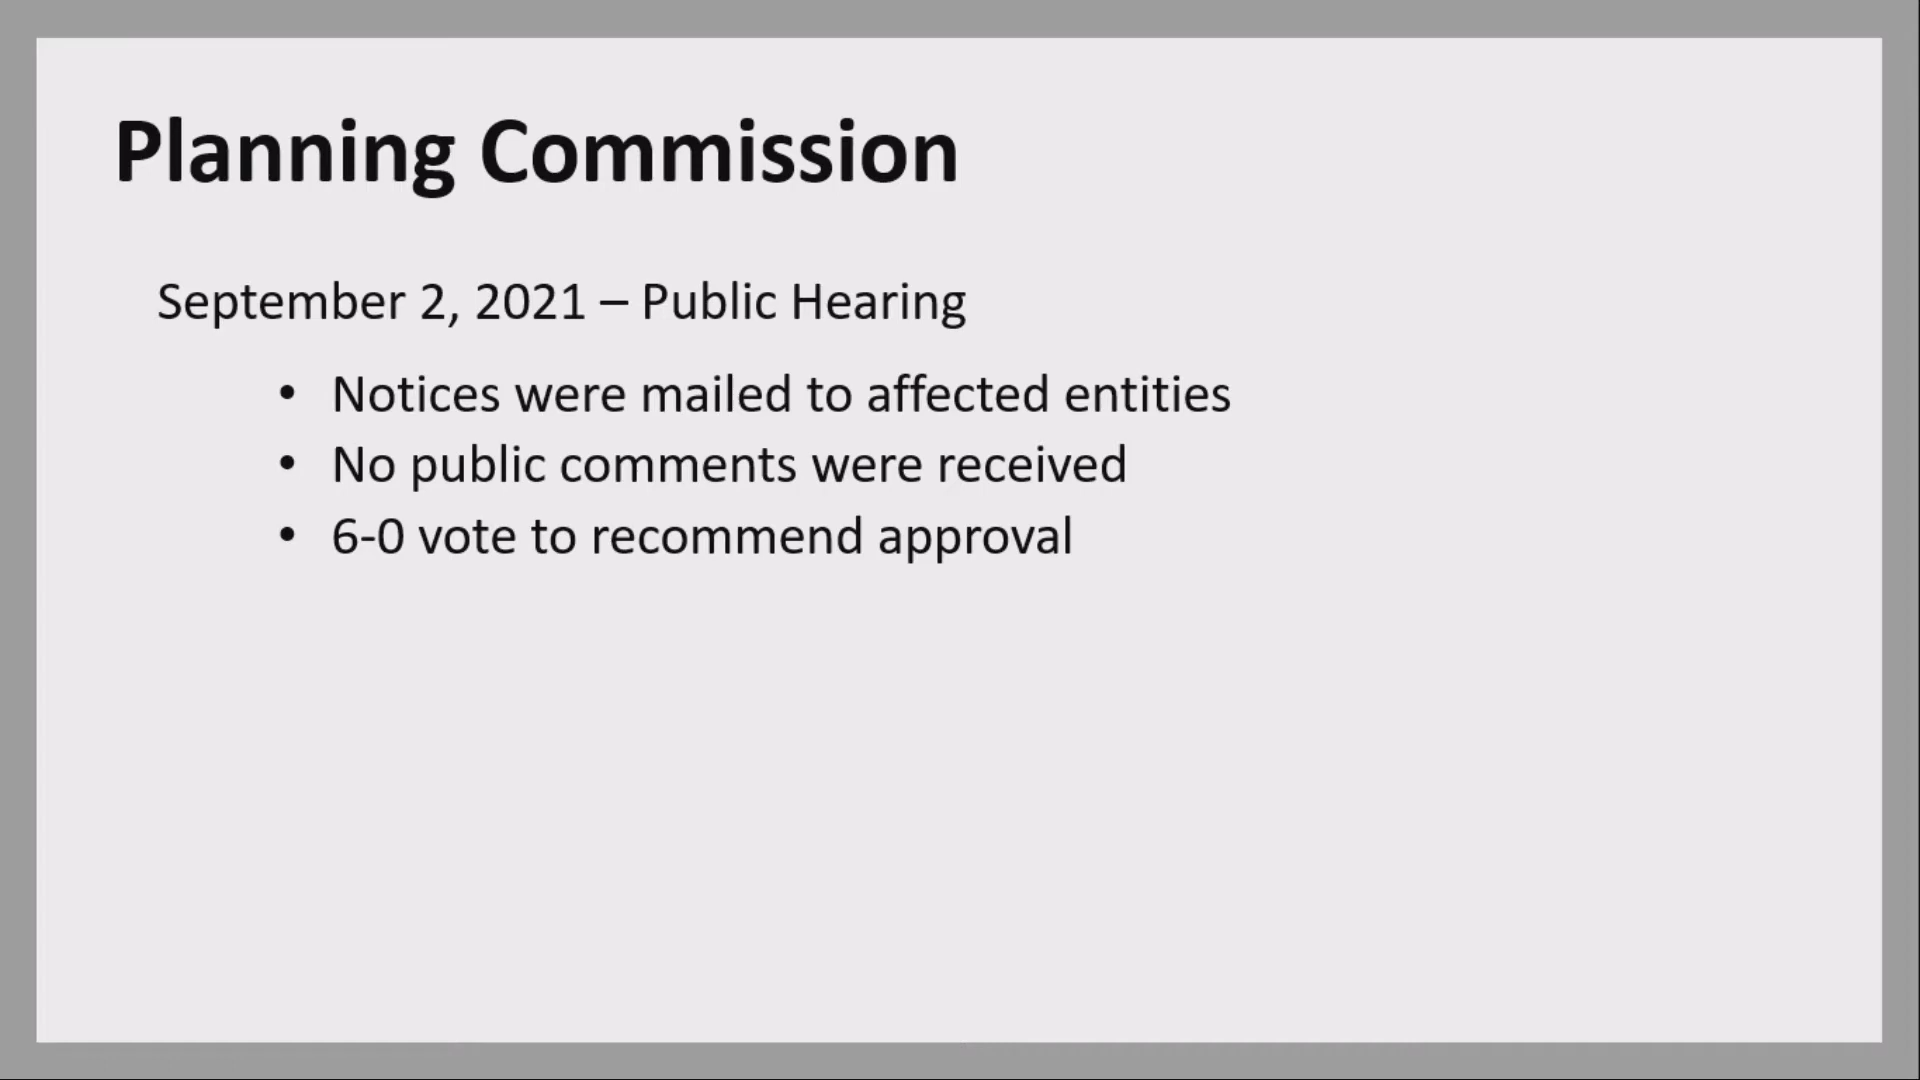 Planning Commission
September 2, 2021 – Public Hearing
• Notices were mailed to affected entities
• No public comments were received
• 6-0 vote to recommend approval